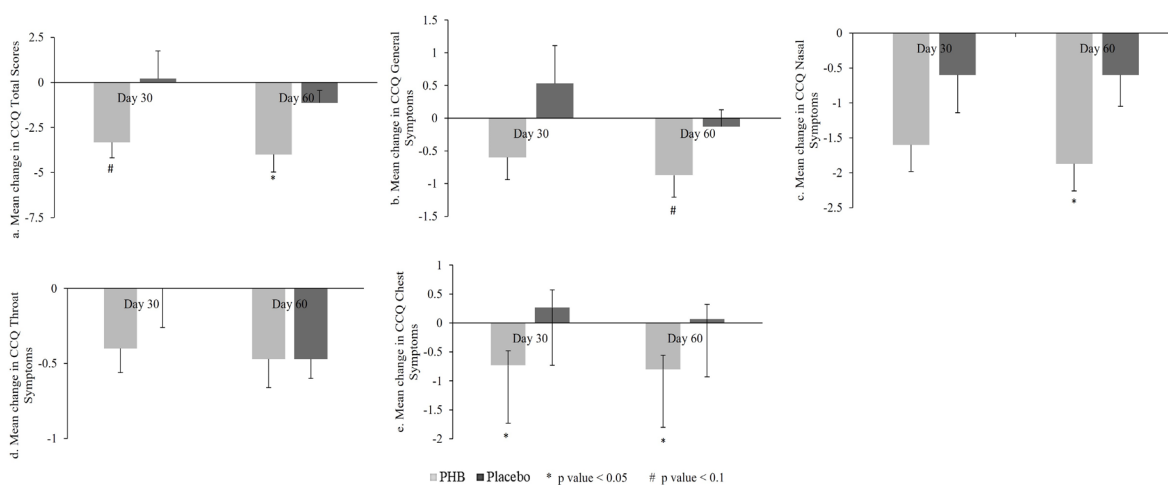 a. Mean change in CCQ Total Scores
2.5
0
-2.5
-5
-7.5
Day 30
Day 60
#
*
b. Mean change in CCQ General
Symptoms
1.5
1
0.5
0
-0.5
-1
-1.5
Day 30
Day 60
#
c. Mean change in CCQ Nasal
Symptoms
0
-0.5
-1
-1.5
-2
-2.5
Day 30
Day 60
*
d. Mean change in CCQ Throat
Symptoms
0
-0.5
-1
Day 30
Day 60
e. Mean change in CCQ Chest
Symptoms
1
0.5
0
-0.5
-1
-1.5
-2
Day 30
Day 60
*
*
PHB Placebo * p value < 0.05 # p value < 0.1